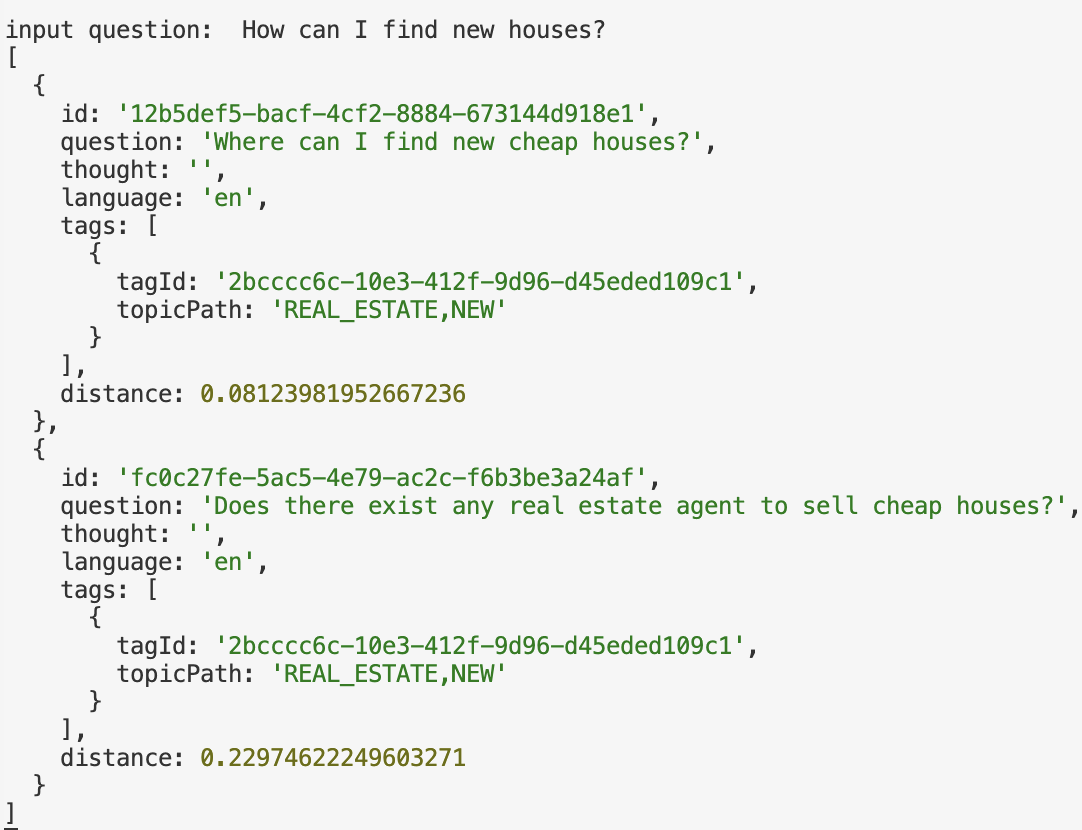 input question:  How can I find new houses?
[
  {
    id: '12b5def5-bacf-4cf2-8884-673144d918e1',
    question: 'Where can I find new cheap houses?',
    thought: '',
    language: 'en',
    tags: [
      {
        tagId: '2bcccc6c-10e3-412f-9d96-d45eded109c1',
        topicPath: 'REAL_ESTATE,NEW'
      }
    ],
    distance: 0.08123981952667236
  },
  {
    id: 'fc0c27fe-5ac5-4e79-ac2c-f6b3be3a24af',
    question: 'Does there exist any real estate agent to sell cheap houses?',
    thought: '',
    language: 'en',
    tags: [
      {
        tagId: '2bcccc6c-10e3-412f-9d96-d45eded109c1',
        topicPath: 'REAL_ESTATE,NEW'
      }
    ],
    distance: 0.22974622249603271
  }
]